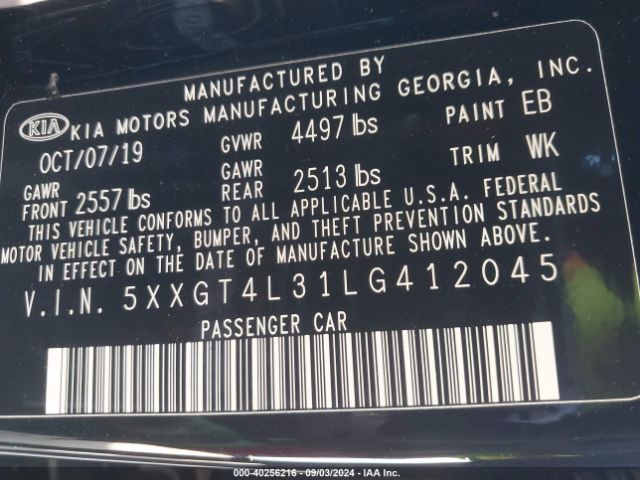 MANUFACTURED BY
KIA KIA MOTORS MANUFACTURING GEORGIA, INC.
OCT/07/19 GVWR 4497 lbs PAINT EB
GAWR FRONT 2557 lbs GAWR REAR 2513 lbs TRIM WK
THIS VEHICLE CONFORMS TO ALL APPLICABLE U.S.A. FEDERAL
MOTOR VEHICLE SAFETY, BUMPER, AND THEFT PREVENTION STANDARDS
IN EFFECT ON THE DATE OF MANUFACTURE SHOWN ABOVE.
V.I.N. 5XXGT4L31LG412045
PASSENGER CAR
000-40256216 - 09/03/2024 - IAA Inc.